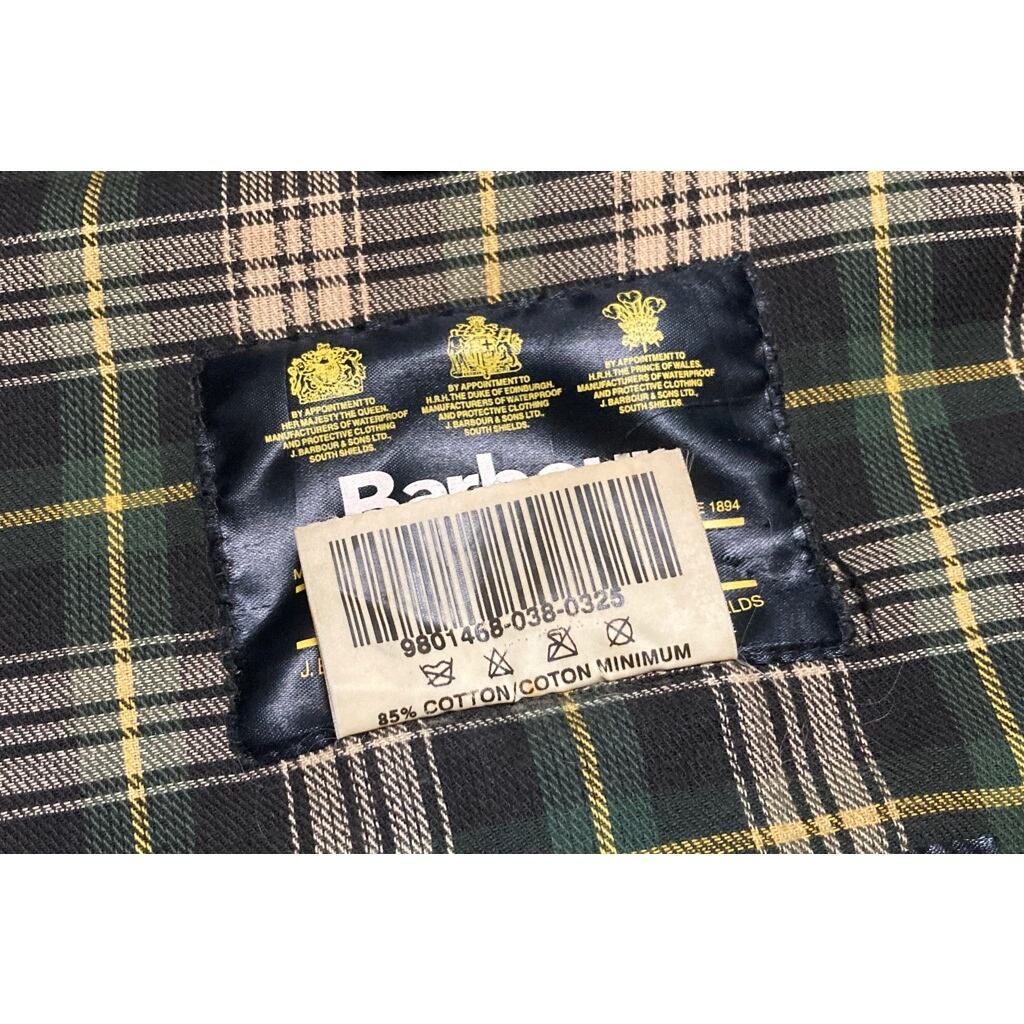 BY APPOINTMENT TO
HER MAJESTY THE QUEEN.
MANUFACTURERS OF WATERPROOF
AND PROTECTIVE CLOTHING
J. BARBOUR & SONS LTD.,
SOUTH SHIELDS.
BY APPOINTMENT TO
H.R.H. THE DUKE OF EDINBURGH.
MANUFACTURERS OF WATERPROOF
AND PROTECTIVE CLOTHING
J. BARBOUR & SONS LTD.,
SOUTH SHIELDS.
BY APPOINTMENT TO
H.R.H. THE PRINCE OF WALES.
MANUFACTURERS OF WATERPROOF
AND PROTECTIVE CLOTHING
J. BARBOUR & SONS LTD.,
SOUTH SHIELDS.
Barbour
1894
9801468-038-0325
85% COTTON/COTON MINIMUM